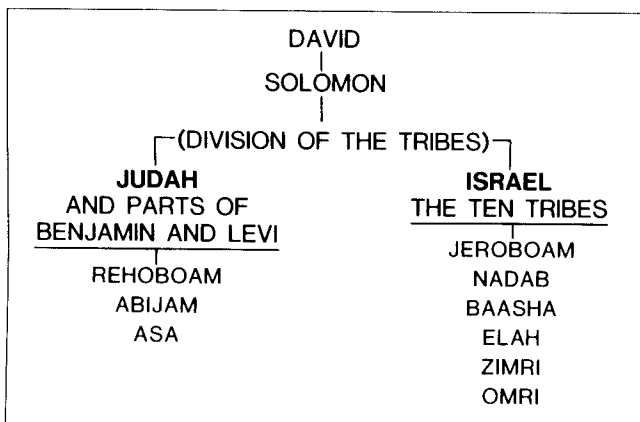 DAVID
SOLOMON
(DIVISION OF THE TRIBES)
JUDAH
AND PARTS OF
BENJAMIN AND LEVI
REHOBOAM
ABIJAM
ASA
ISRAEL
THE TEN TRIBES
JEROBOAM
NADAB
BAASHA
ELAH
ZIMRI
OMRI